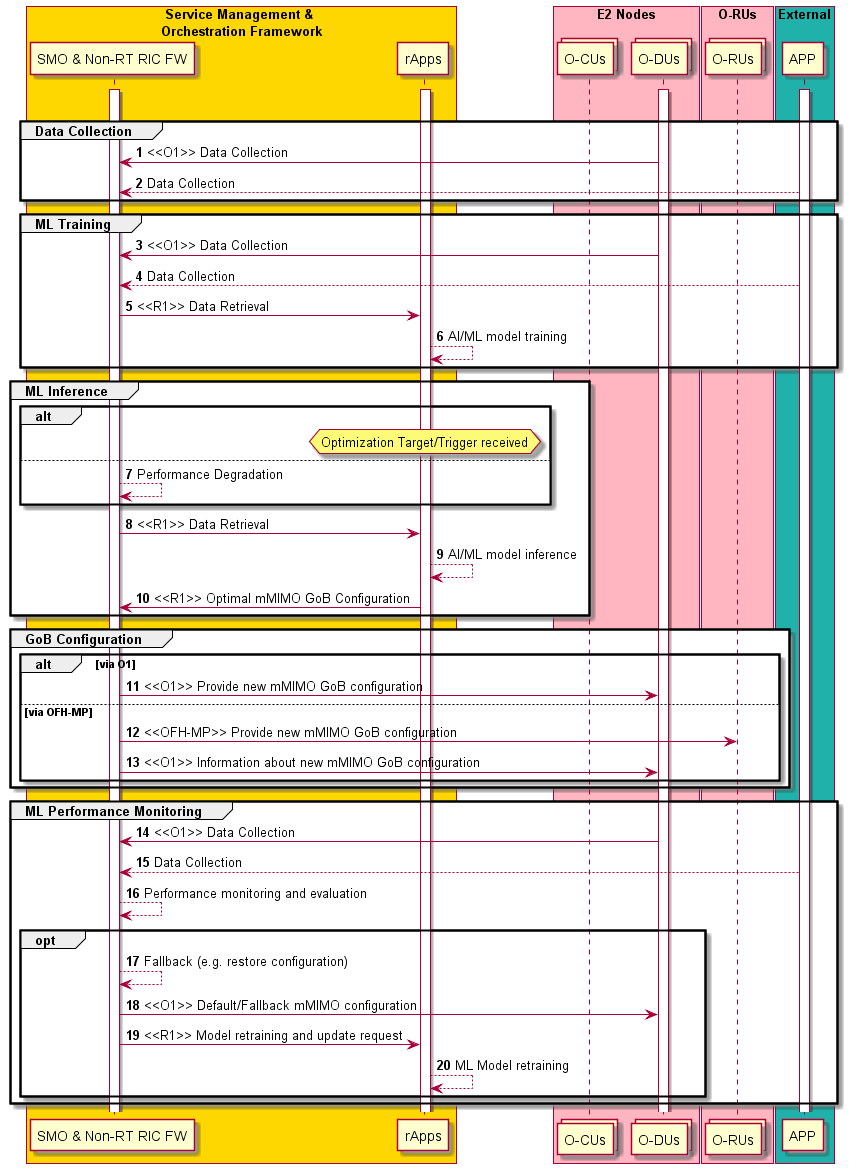 Service Management &
Orchestration Framework
E2 Nodes
O-RUs
External
SMO & Non-RT RIC FW
rApps
O-CUs
O-DUs
O-RUs
APP
Data Collection
1 <<O1>> Data Collection
2 Data Collection
ML Training
3 <<O1>> Data Collection
4 Data Collection
5 <<R1>> Data Retrieval
6 AI/ML model training
ML Inference
alt
Optimization Target/Trigger received
7 Performance Degradation
8 <<R1>> Data Retrieval
9 AI/ML model inference
10 <<R1>> Optimal mMIMO GoB Configuration
GoB Configuration
alt [via O1]
11 <<O1>> Provide new mMIMO GoB configuration
[via OFH-MP]
12 <<OFH-MP>> Provide new mMIMO GoB configuration
13 <<O1>> Information about new mMIMO GoB configuration
ML Performance Monitoring
14 <<O1>> Data Collection
15 Data Collection
16 Performance monitoring and evaluation
opt
17 Fallback (e.g. restore configuration)
18 <<O1>> Default/Fallback mMIMO configuration
19 <<R1>> Model retraining and update request
20 ML Model retraining
SMO & Non-RT RIC FW
rApps
O-CUs
O-DUs
O-RUs
APP